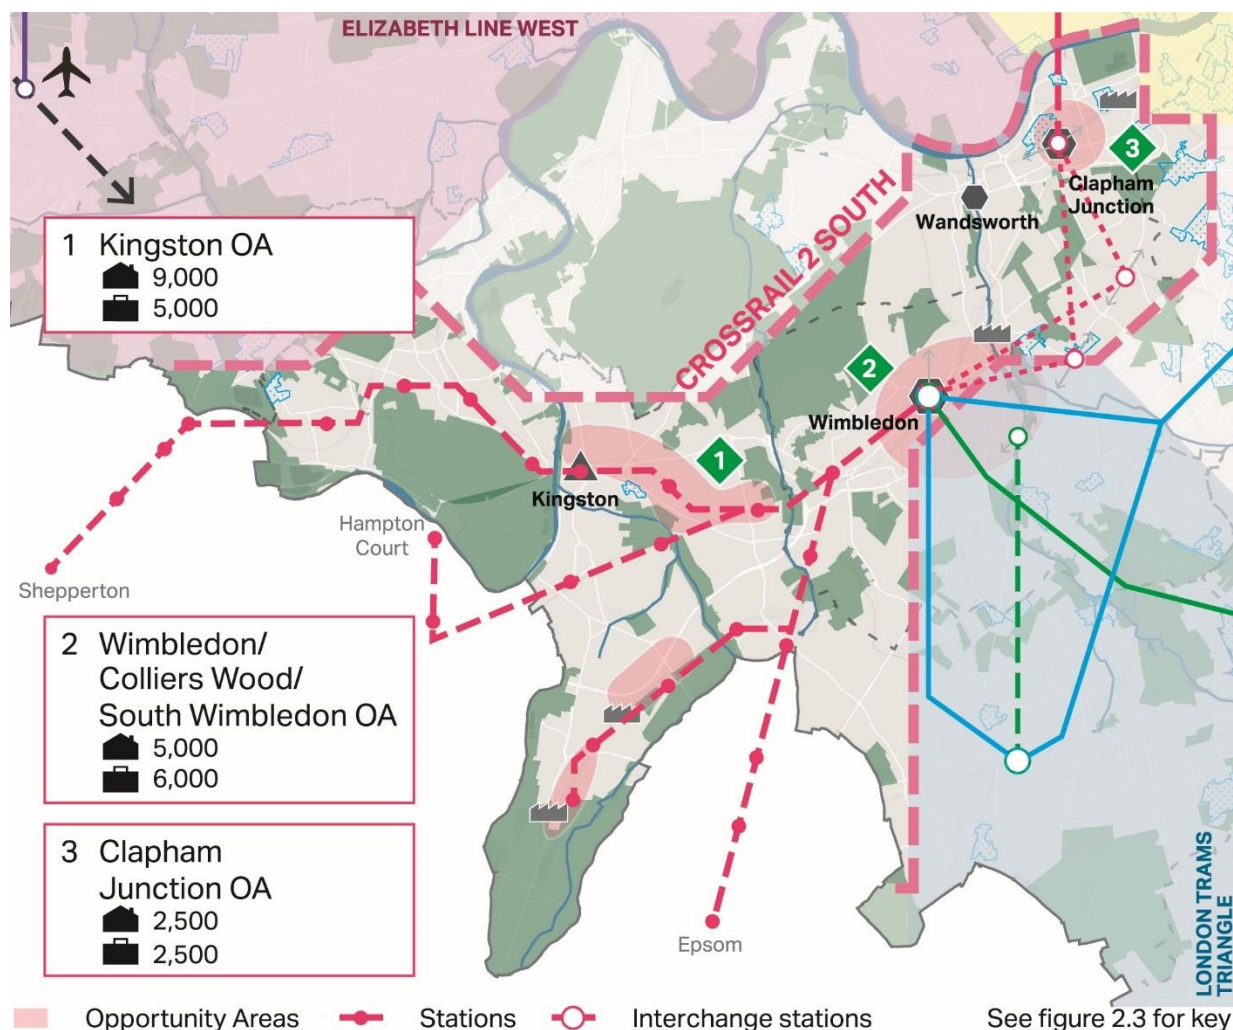 ELIZABETH LINE WEST
1 Kingston OA
9,000
5,000
CROSSRAIL 2 SOUTH
3
Clapham
Junction
Wandsworth
2
Wimbledon
1
Kingston
Hampton
Court
Shepperton
2 Wimbledon/
Colliers Wood/
South Wimbledon OA
5,000
6,000
3 Clapham
Junction OA
2,500
2,500
Epsom
LONDON TRAMS
TRIANGLE
Opportunity Areas
Stations
Interchange stations
See figure 2.3 for key